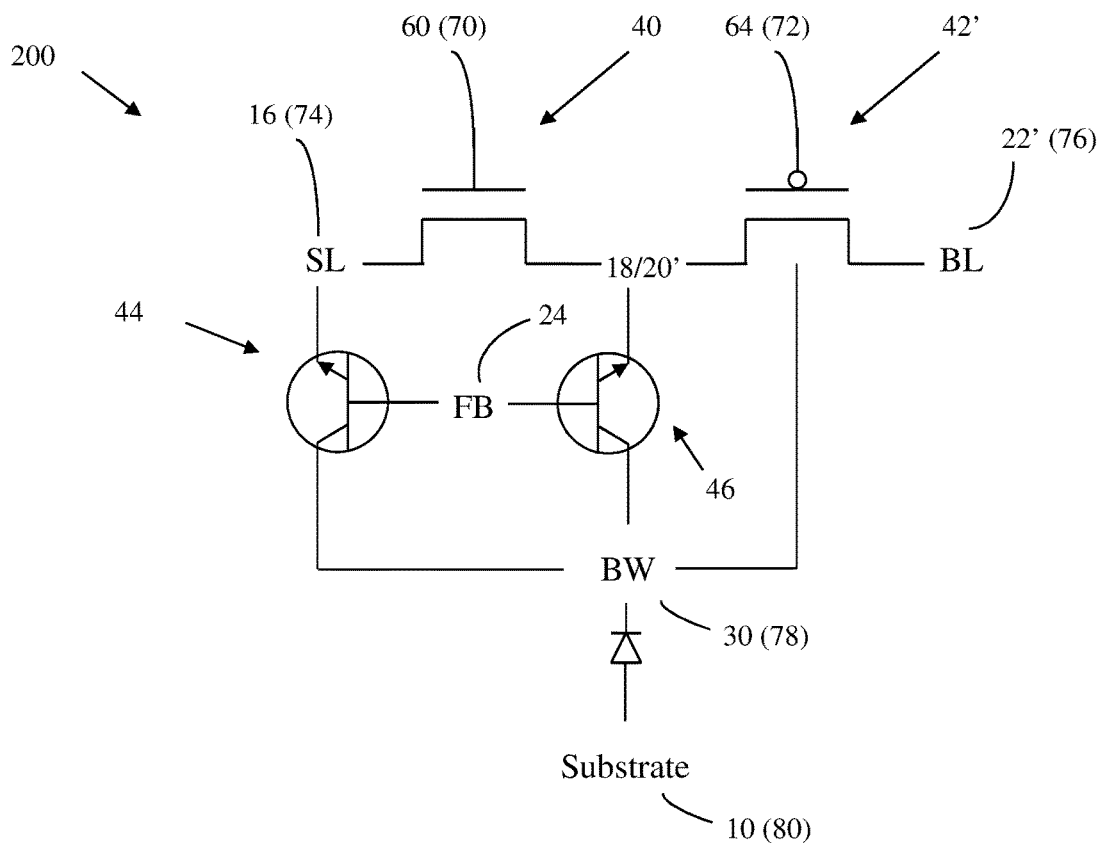 200
60 (70)
40
64 (72)
42’
16 (74)
22’ (76)
SL
18/20’
BL
44
24
FB
46
BW
30 (78)
Substrate
10 (80)